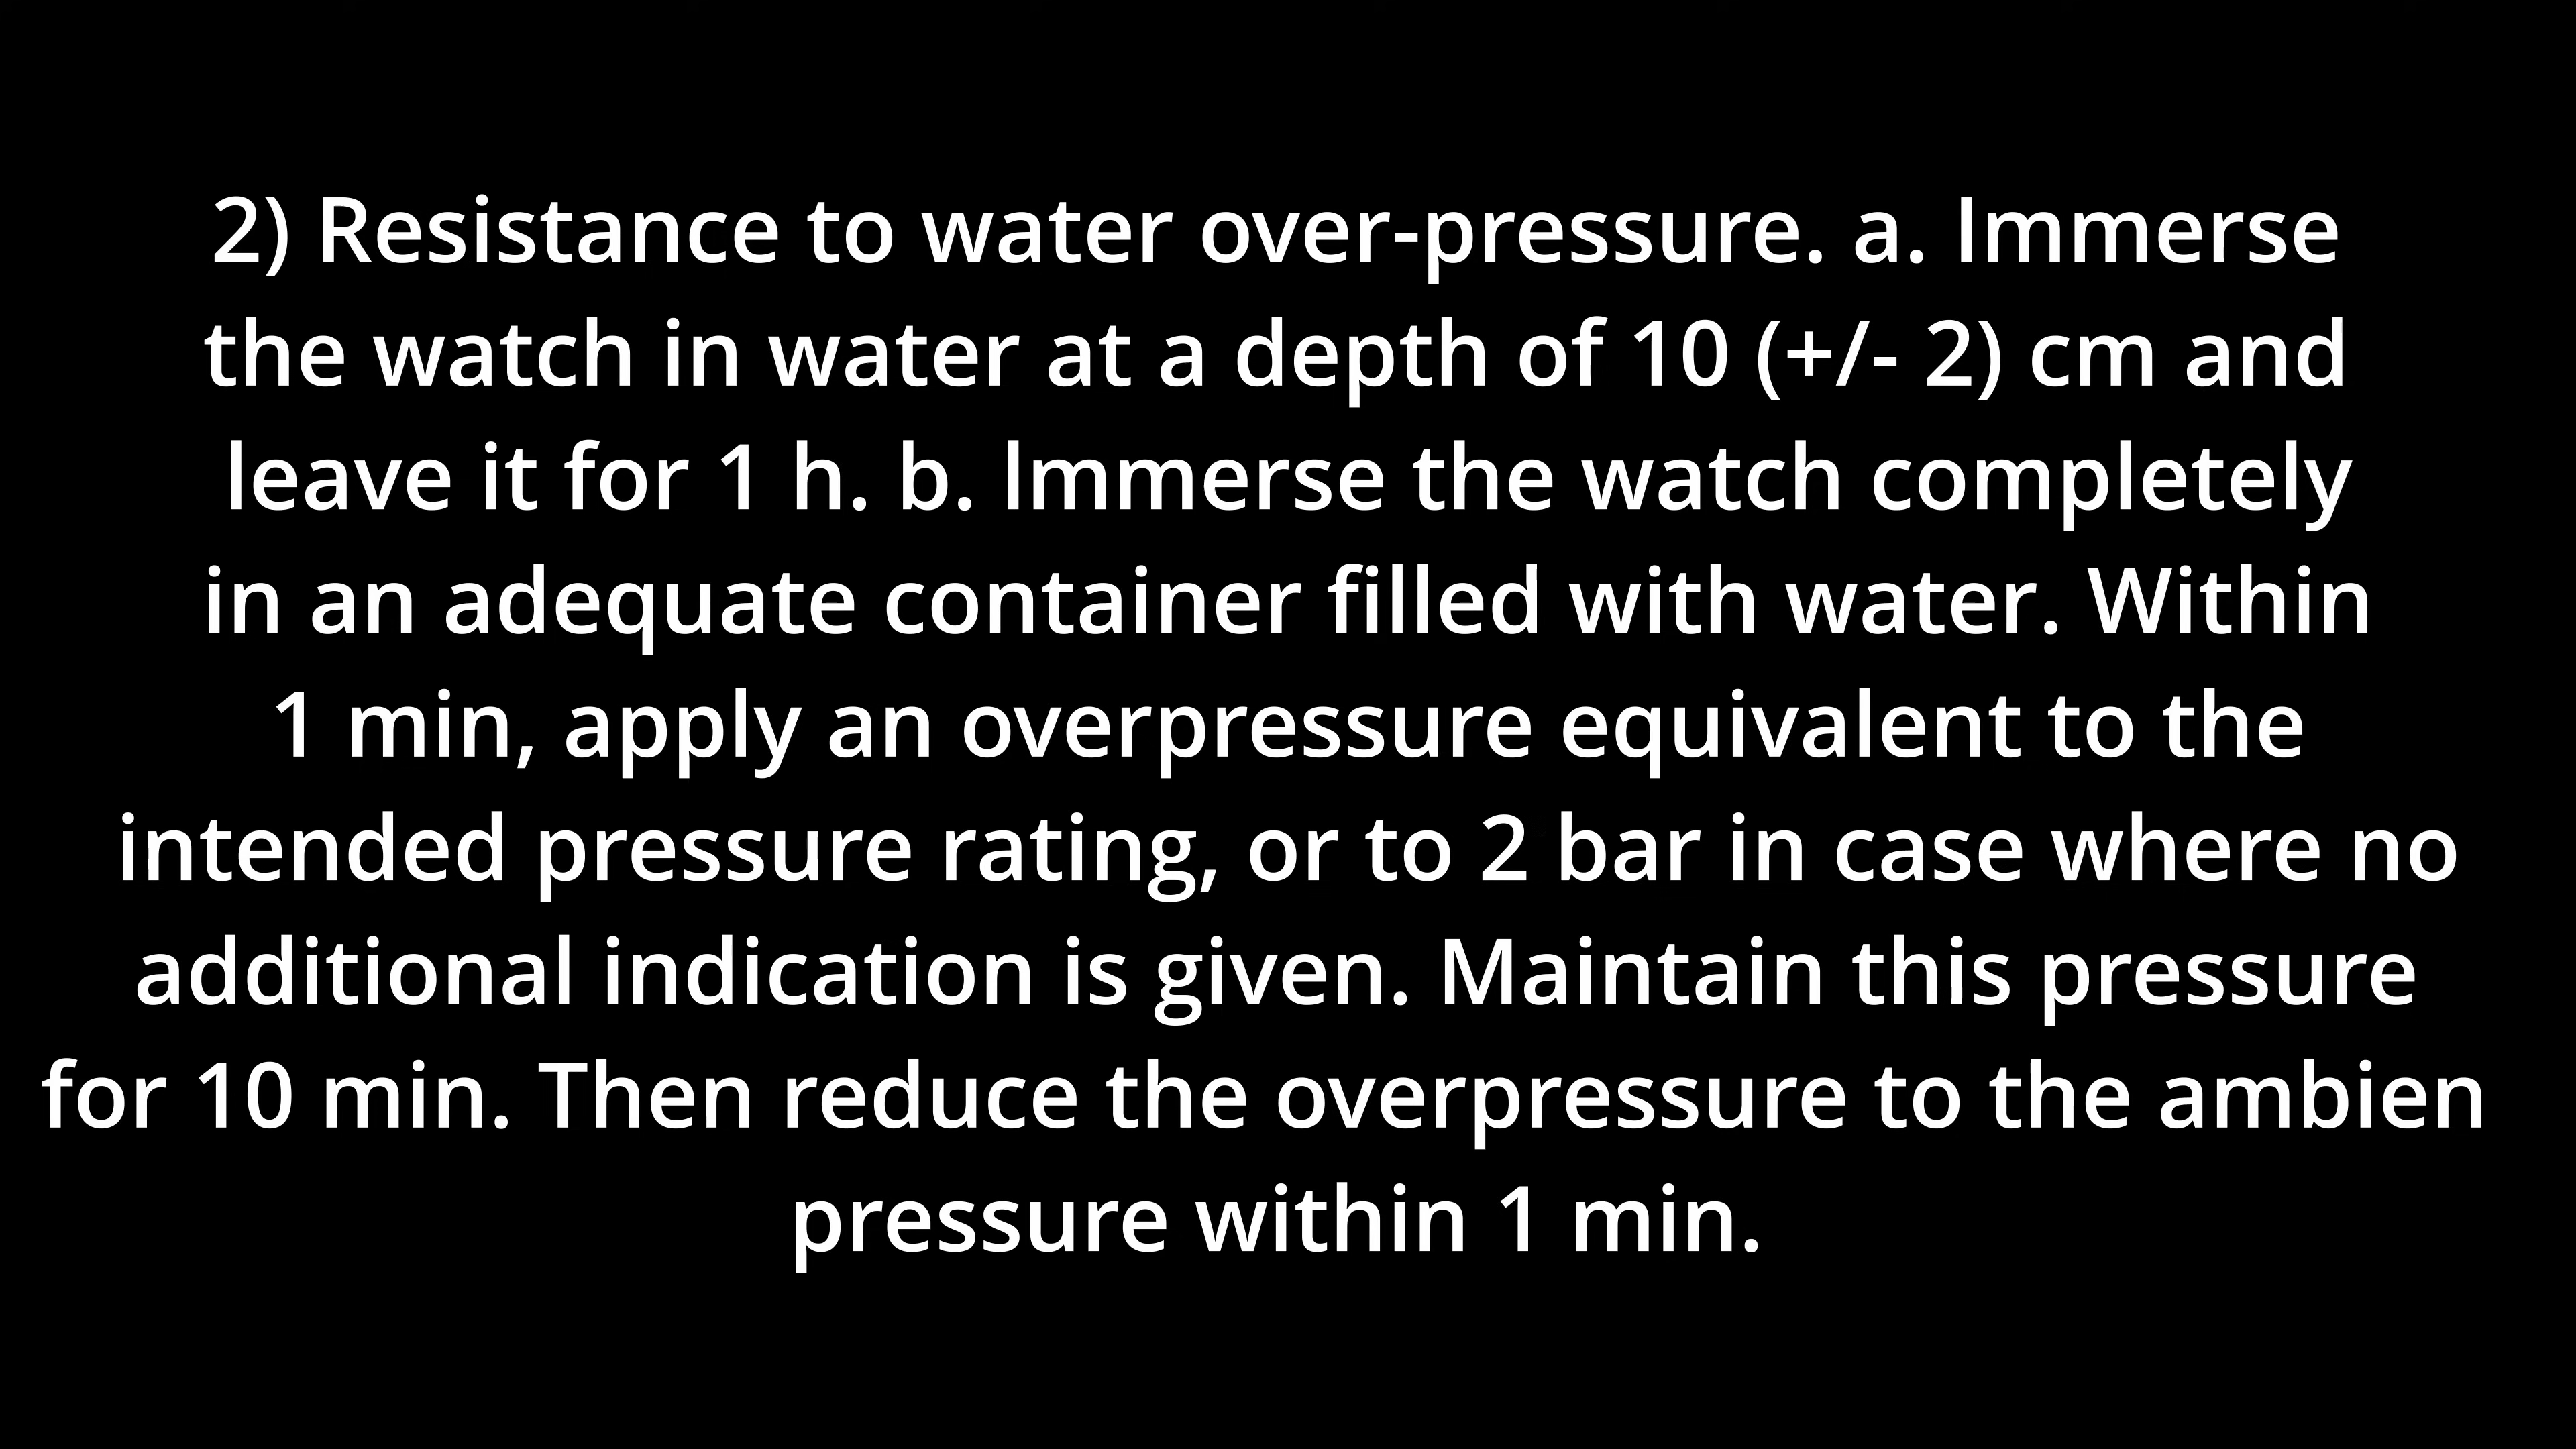 2) Resistance to water over-pressure. a. Immerse
the watch in water at a depth of 10 (+/- 2) cm and
leave it for 1 h. b. lmmerse the watch completely
in an adequate container filled with water. Within
1 min, apply an overpressure equivalent to the
intended pressure rating, or to 2 bar in case where no
additional indication is given. Maintain this pressure
for 10 min. Then reduce the overpressure to the ambien
pressure within 1 min.